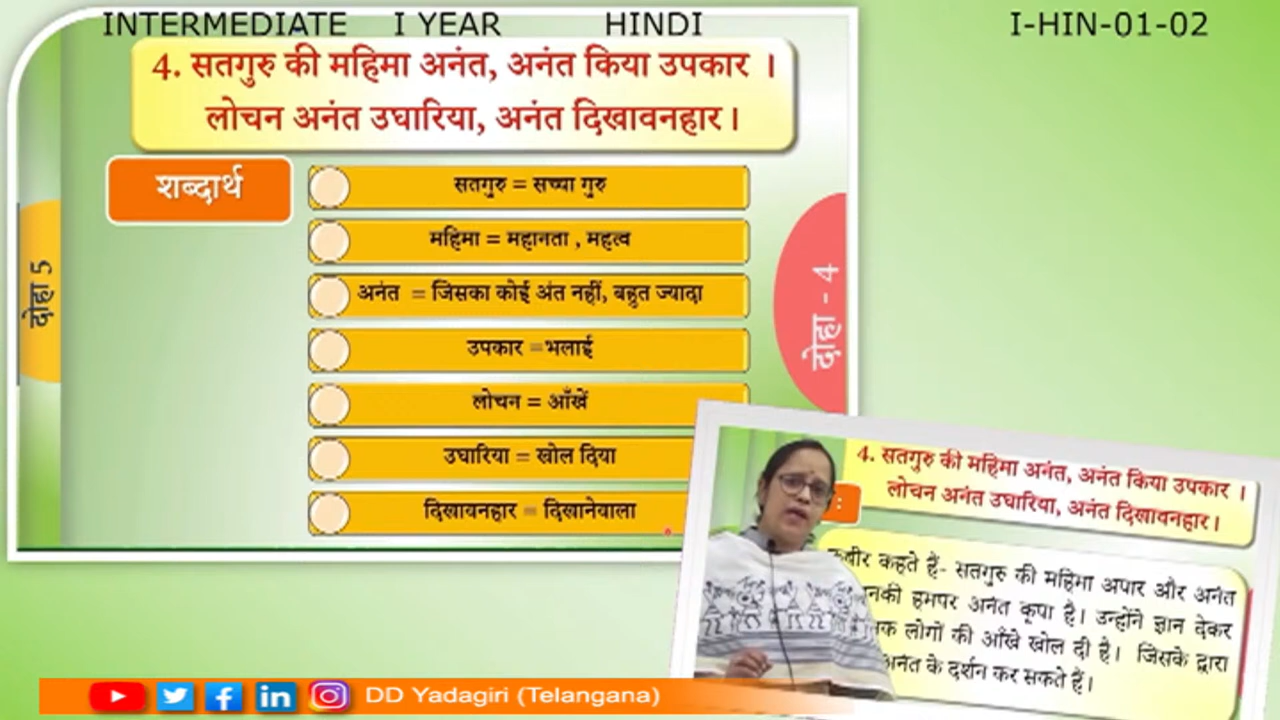 INTERMEDIATE I YEAR HINDI I-HIN-01-02
4. सतगुरु की महिमा अनंत, अनंत किया उपकार ।
लोचन अनंत उघारिया, अनंत दिखावनहार।
शब्दार्थ
सतगुरु = सच्चा गुरु
महिमा = महानता , महत्व
अनंत = जिसका कोई अंत नहीं, बहुत ज्यादा
उपकार =भलाई
लोचन = आँखें
उघारिया = खोल दिया
दिखावनहार = दिखानेवाला
दोहा 5
दोहा - 4
4. सतगुरु की महिमा अनंत, अनंत किया उपकार ।
लोचन अनंत उघारिया, अनंत दिखावनहार।
:
कहते हैं- सतगुरु की महिमा अपार और अनंत
हमपर अनंत कृपा है। उन्होंने ज्ञान देकर
लोगों की आँखे खोल दी है। जिसके द्वारा
अनंत के दर्शन कर सकते हैं।
DD Yadagiri (Telangana)